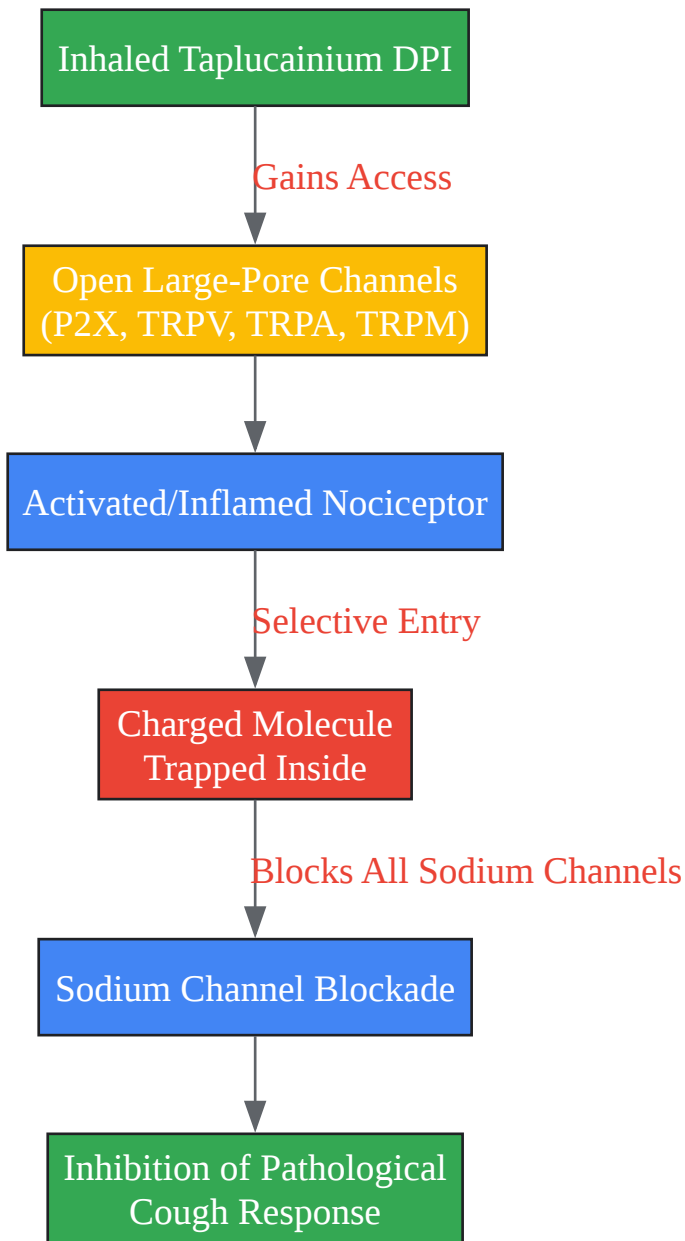 Inhaled Taplucainium DPI
Gains Access
Open Large-Pore Channels
(P2X, TRPV, TRPA, TRPM)
Activated/Inflamed Nociceptor
Selective Entry
Charged Molecule
Trapped Inside
Blocks All Sodium Channels
Sodium Channel Blockade
Inhibition of Pathological
Cough Response